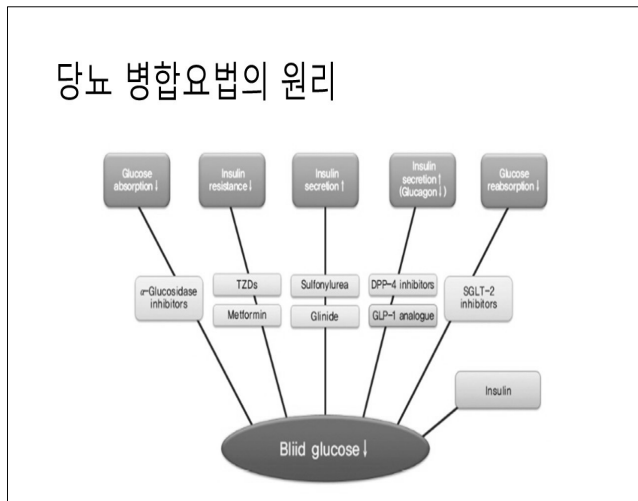 당뇨 병합요법의 원리
Glucose
absorption↓
Insulin
resistance↓
Insulin
secretion↑
Insulin
secretion↑
(Glucagon↓)
Glucose
reabsorption↓
α-Glucosidase
inhibitors
TZDs
Metformin
Sulfonylurea
Glinide
DPP-4 inhibitors
GLP-1 analogue
SGLT-2
inhibitors
Insulin
Bliid glucose↓